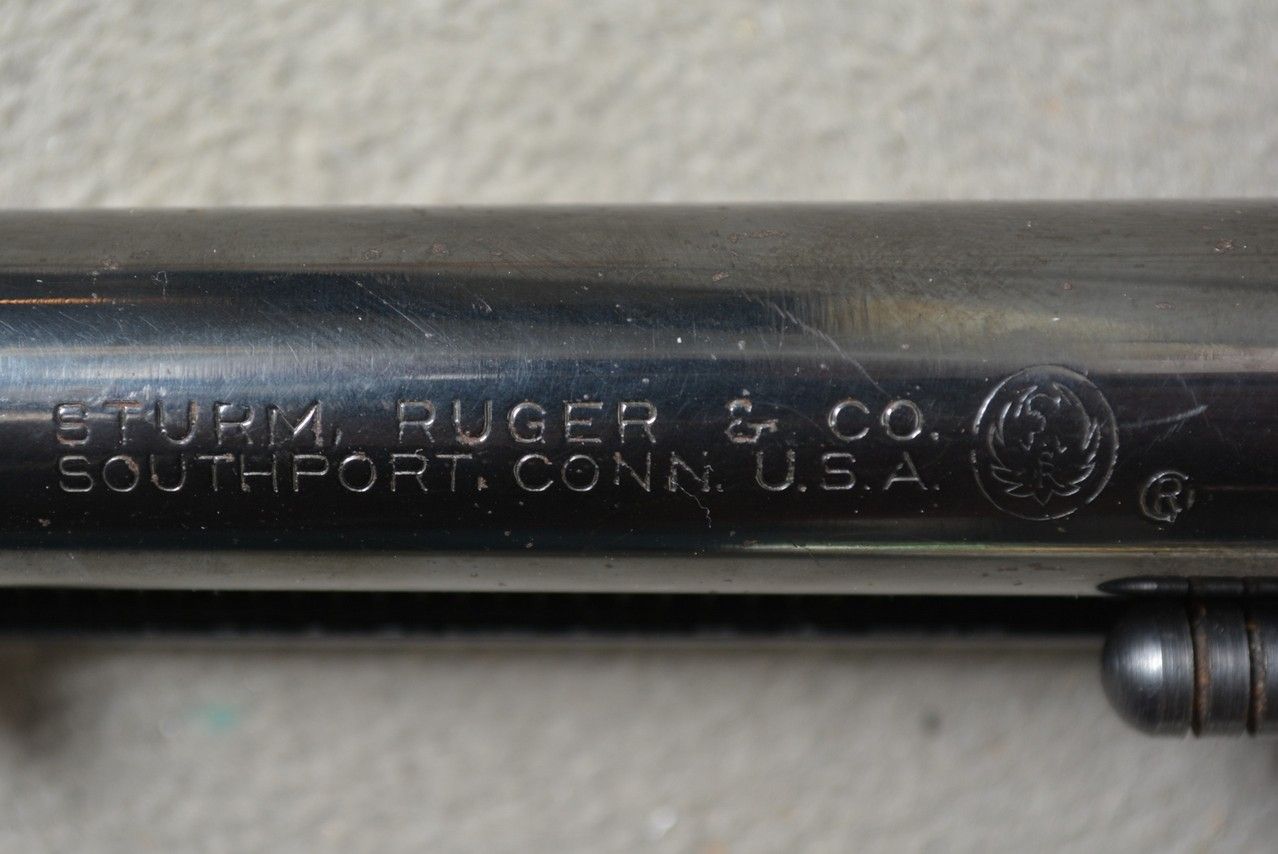 STURM, RUGER & CO.
SOUTHPORT. CONN. U.S.A.
®